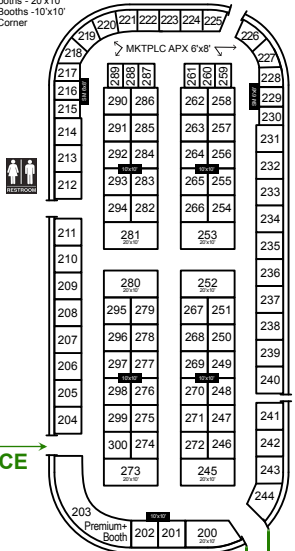 ooths - 20'x10'
Booths -10'x10'
Corner
219 220 221 222 223 224 225 226
218 MKTPLC APX 6'x8' 227
217 289 288 287 261 260 259 228
216 229
215 290 286 262 258 230
214 291 285 263 257 231
213 292 284 264 256 232
10'x10' 10'x10'
212 293 283 265 255 233
RESTROOM
294 282 266 254 234
211 281 20'x10' 253 20'x10' 235
210 236
209 280 20'x10' 252 20'x10' 237
208 295 279 267 251 238
207 296 278 268 250 239
206 297 277 269 249 240
10'x10' 10'x10'
205 298 276 270 248
204 299 275 271 247 241
300 274 272 246 242
CE 273 20'x10' 245 20'x10' 243
244
203 Premium+ Booth 10'x10'
202 201 200 20'x10'